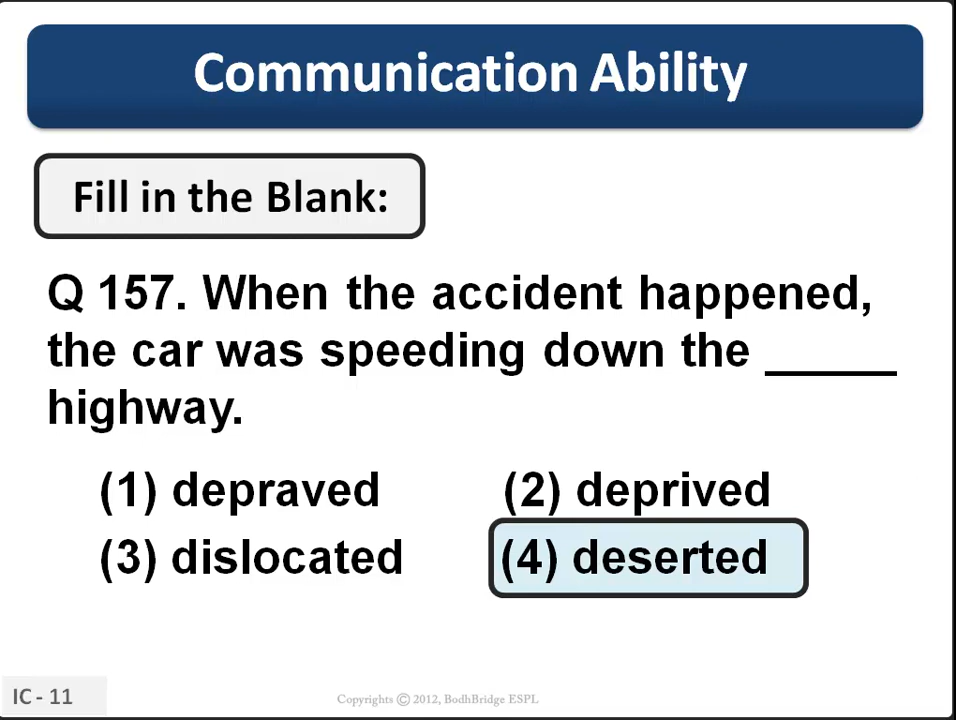 Communication Ability
Fill in the Blank:
Q 157. When the accident happened,
the car was speeding down the _____
highway.
(1) depraved (2) deprived
(3) dislocated (4) deserted
IC - 11
Copyrights © 2012, BodhBridge ESPL